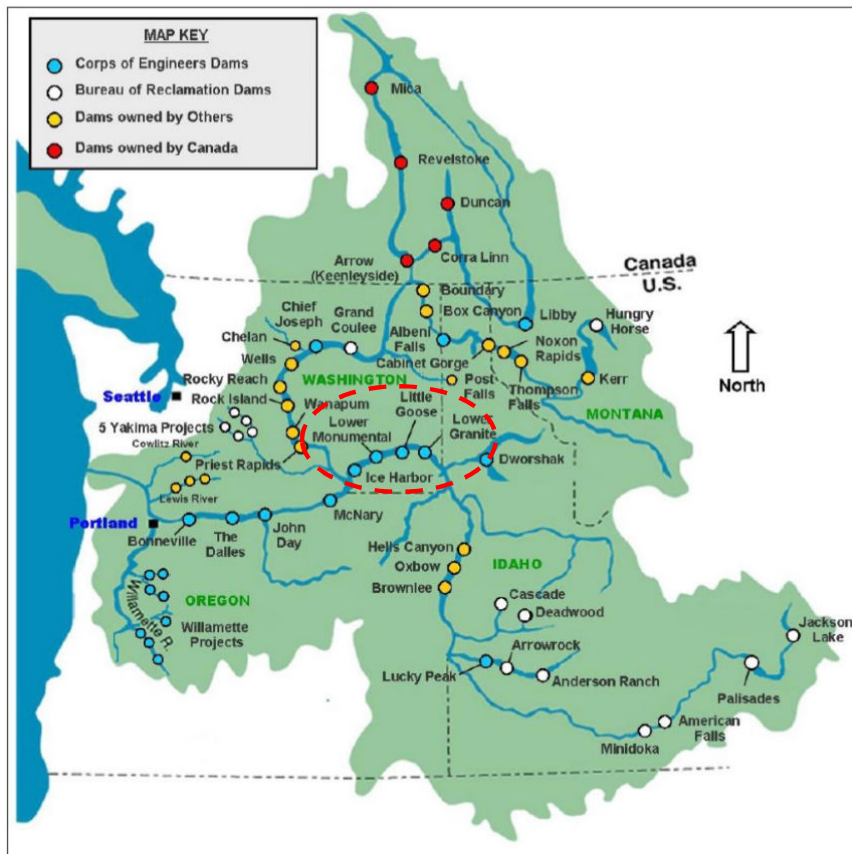 MAP KEY
Corps of Engineers Dams
Bureau of Reclamation Dams
Dams owned by Others
Dams owned by Canada
Mica
Revelstoke
Duncan
Corra Linn
Arrow
(Keenleyside)
Canada
U.S.
Boundary
Box Canyon
Libby
Hungry
Horse
Chief
Joseph
Grand
Coulee
Albeni
Falls
Chelan
Noxon
Rapids
Cabinet Gorge
Wells
Post
Falls
Thompson
Falls
Kerr
North
Rocky Reach
WASHINGTON
Seattle
Rock Island
Little
Goose
MONTANA
Wanapum
Lower
Monumental
Lower
Granite
5 Yakima Projects
Cowlitz River
Priest Rapids
Dworshak
Ice Harbor
Lewis River
McNary
Portland
Bonneville
The
Dalles
John
Day
Hells Canyon
Oxbow
IDAHO
Brownlee
Cascade
Deadwood
OREGON
Willamette R.
Willamette
Projects
Jackson
Lake
Arrowrock
Lucky Peak
Anderson Ranch
Palisades
American
Falls
Minidoka